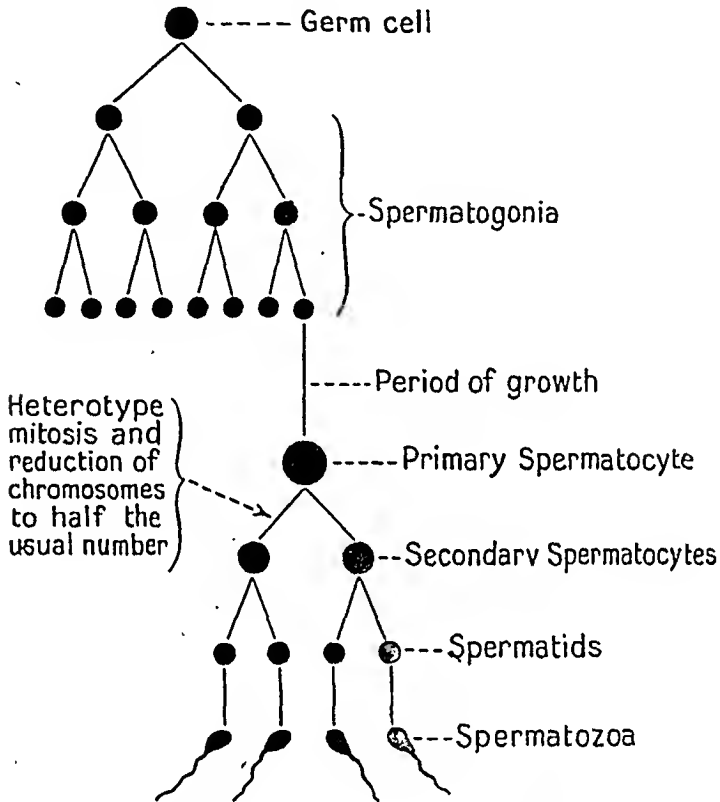 Germ cell
Spermatogonia
Period of growth
Heterotype
mitosis and
reduction of
chromosomes
to half the
usual number
Primary Spermatocyte
Secondary Spermatocytes
Spermatids
Spermatozoa